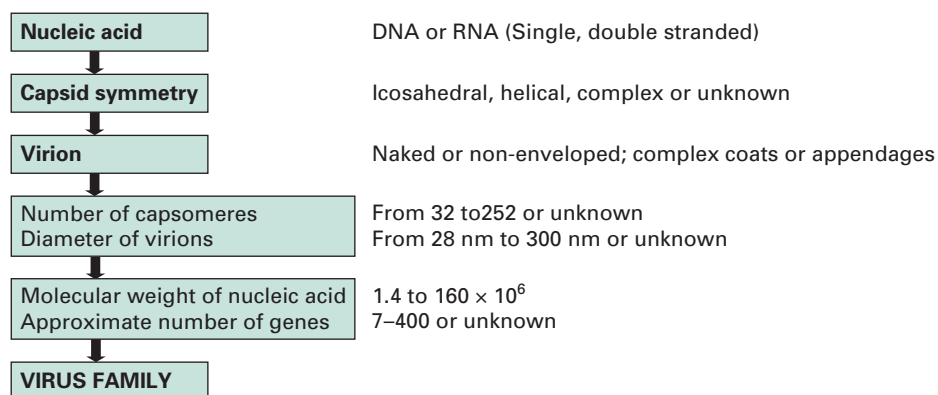 Nucleic acid DNA or RNA (Single, double stranded)
Capsid symmetry Icosahedral, helical, complex or unknown
Virion Naked or non-enveloped; complex coats or appendages
Number of capsomeres From 32 to252 or unknown
Diameter of virions From 28 nm to 300 nm or unknown
Molecular weight of nucleic acid 1.4 to 160 × 10⁶
Approximate number of genes 7–400 or unknown
VIRUS FAMILY